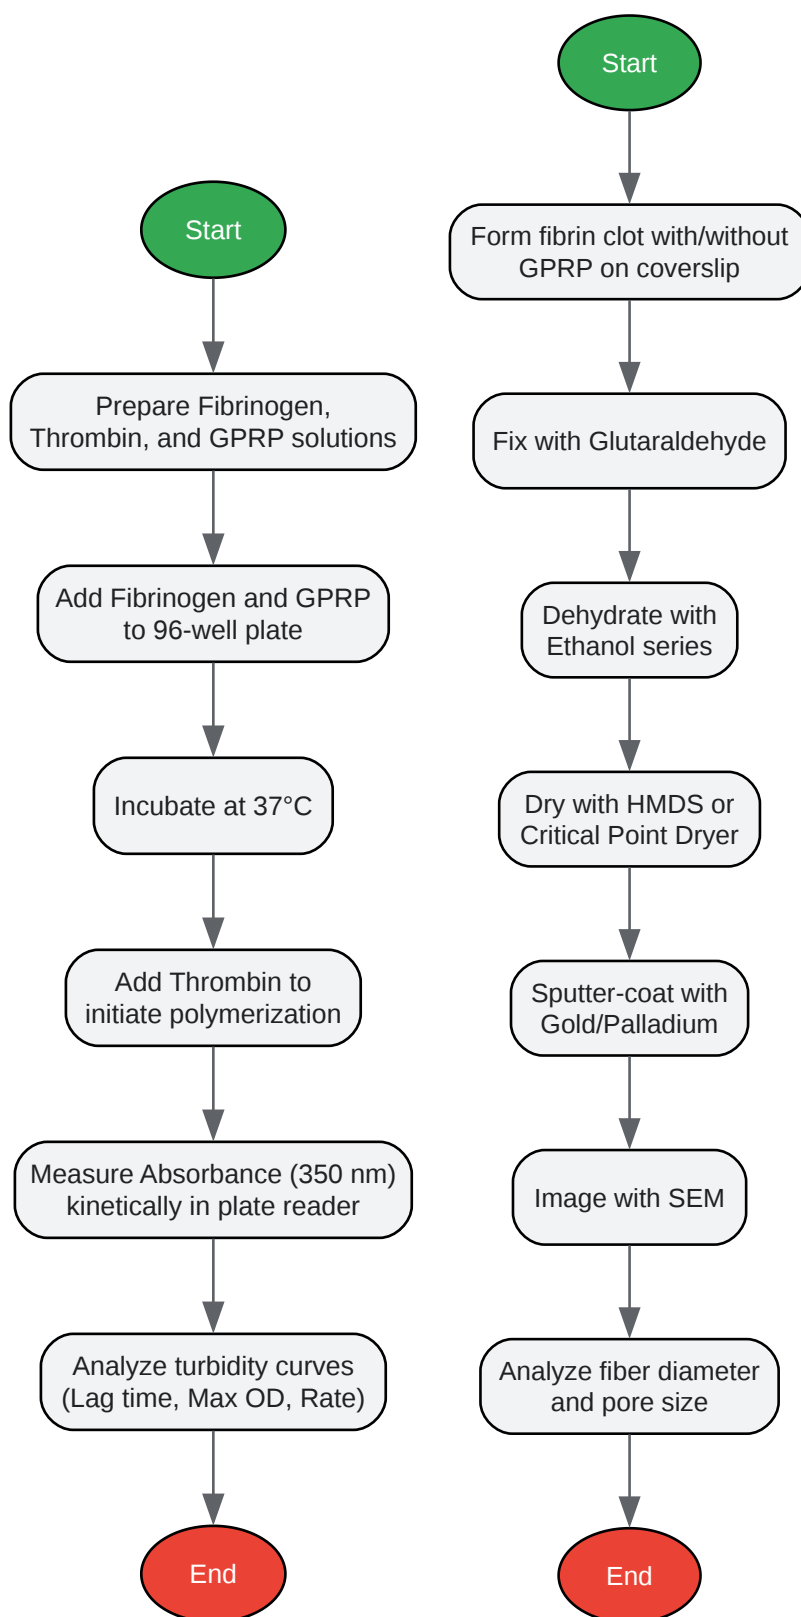 Start
Prepare Fibrinogen,
Thrombin, and GPRP solutions
Add Fibrinogen and GPRP
to 96-well plate
Incubate at 37°C
Add Thrombin to
initiate polymerization
Measure Absorbance (350 nm)
kinetically in plate reader
Analyze turbidity curves
(Lag time, Max OD, Rate)
End
Start
Form fibrin clot with/without
GPRP on coverslip
Fix with Glutaraldehyde
Dehydrate with
Ethanol series
Dry with HMDS or
Critical Point Dryer
Sputter-coat with
Gold/Palladium
Image with SEM
Analyze fiber diameter
and pore size
End